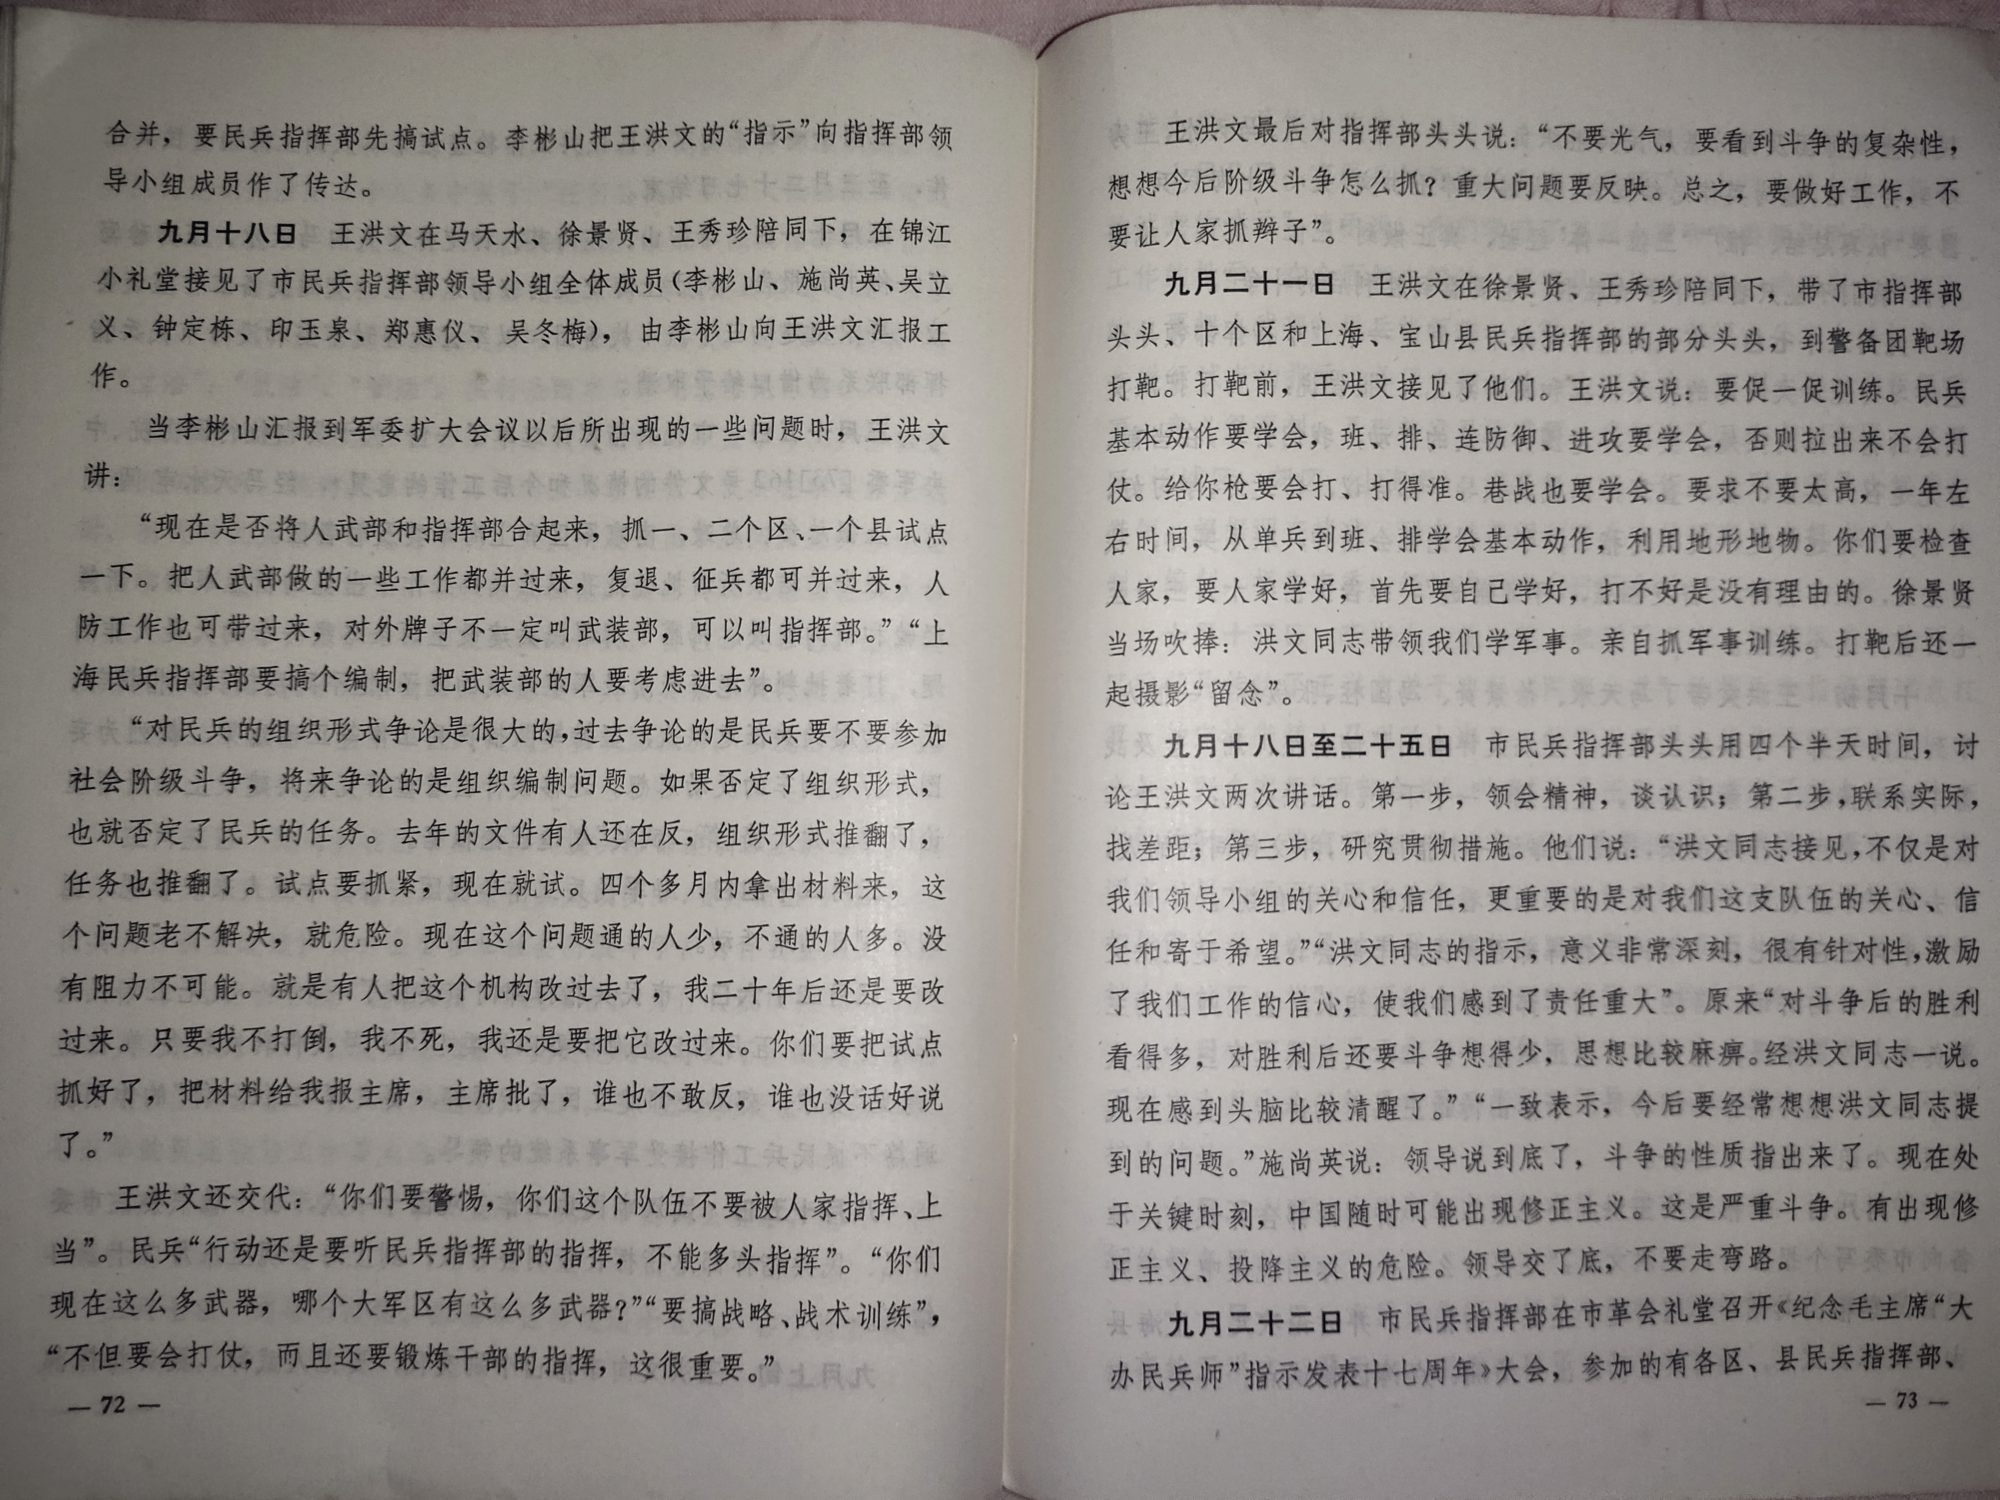 合并，要民兵指挥部先搞试点。李彬山把王洪文的“指示”向指挥部领
导小组成员作了传达。
九月十八日　王洪文在马天水、徐景贤、王秀珍陪同下，在锦江
小礼堂接见了市民兵指挥部领导小组全体成员（李彬山、施尚英、吴立
义、钟定栋、印玉泉、郑惠仪、吴冬梅），由李彬山向王洪文汇报工
作。
当李彬山汇报到军委扩大会议以后所出现的一些问题时，王洪文
讲：
“现在是否将人武部和指挥部合起来，抓一、二个区、一个县试点
一下。把人武部做的一些工作都并过来，复退、征兵都可并过来，人
防工作也可带过来，对外牌子不一定叫武装部，可以叫指挥部。”“上
海民兵指挥部要搞个编制，把武装部的人要考虑进去”。
“对民兵的组织形式争论是很大的，过去争论的是民兵要不要参加
社会阶级斗争，将来争论的是组织编制问题。如果否定了组织形式，
也就否定了民兵的任务。去年的文件有人还在反，组织形式推翻了，
任务也推翻了。试点要抓紧，现在就试。四个多月内拿出材料来，这
个问题老不解决，就危险。现在这个问题通的人少，不通的人多。没
有阻力不可能。就是有人把这个机构改过去了，我二十年后还是要改
过来。只要我不打倒，我不死，我还是要把它改过来。你们要把试点
抓好了，把材料给我报主席，主席批了，谁也不敢反，谁也没话好说
了。”
王洪文还交代：“你们要警惕，你们这个队伍不要被人家指挥、上
当”。民兵“行动还是要听民兵指挥部的指挥，不能多头指挥”。“你们
现在这么多武器，哪个大军区有这么多武器？”“要搞战略、战术训练”，
“不但要会打仗，而且还要锻炼干部的指挥，这很重要。”
— 72 —
王洪文最后对指挥部头头说：“不要光气，要看到斗争的复杂性，
想想今后阶级斗争怎么抓？重大问题要反映。总之，要做好工作，不
要让人家抓辫子”。
九月二十一日　王洪文在徐景贤、王秀珍陪同下，带了市指挥部
头头、十个区和上海、宝山县民兵指挥部的部分头头，到警备团靶场
打靶。打靶前，王洪文接见了他们。王洪文说：要促一促训练。民兵
基本动作要学会，班、排、连防御、进攻要学会，否则拉出来不会打
仗。给你枪要会打、打得准。巷战也要学会。要求不要太高，一年左
右时间，从单兵到班、排学会基本动作，利用地形地物。你们要检查
人家，要人家学好，首先要自己学好，打不好是没有理由的。徐景贤
当场吹捧：洪文同志带领我们学军事。亲自抓军事训练。打靶后还一
起摄影“留念”。
九月十八日至二十五日　市民兵指挥部头头用四个半天时间，讨
论王洪文两次讲话。第一步，领会精神，谈认识；第二步，联系实际，
找差距；第三步，研究贯彻措施。他们说：“洪文同志接见，不仅是对
我们领导小组的关心和信任，更重要的是对我们这支队伍的关心、信
任和寄于希望。”“洪文同志的指示，意义非常深刻，很有针对性，激励
了我们工作的信心，使我们感到了责任重大”。原来“对斗争后的胜利
看得多，对胜利后还要斗争想得少，思想比较麻痹。经洪文同志一说。
现在感到头脑比较清醒了。”“一致表示，今后要经常想想洪文同志提
到的问题。”施尚英说：领导说到底了，斗争的性质指出来了。现在处
于关键时刻，中国随时可能出现修正主义。这是严重斗争。有出现修
正主义、投降主义的危险。领导交了底，不要走弯路。
九月二十二日　市民兵指挥部在市革会礼堂召开《纪念毛主席“大
办民兵师”指示发表十七周年》大会，参加的有各区、县民兵指挥部、
— 73 —